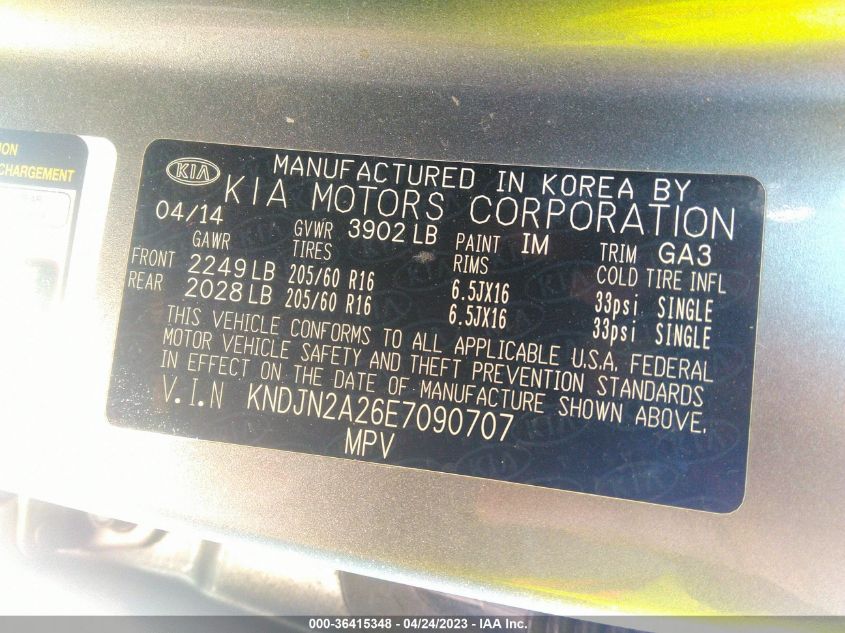 ION
CHARGEMENT
KIA
MANUFACTURED IN KOREA BY
KIA MOTORS CORPORATION
04/14 GVWR 3902 LB PAINT IM TRIM GA3
GAWR TIRES RIMS COLD TIRE INFL
FRONT 2249 LB 205/60 R16 6.5JX16 33psi SINGLE
REAR 2028 LB 205/60 R16 6.5JX16 33psi SINGLE
THIS VEHICLE CONFORMS TO ALL APPLICABLE U.S.A. FEDERAL
MOTOR VEHICLE SAFETY AND THEFT PREVENTION STANDARDS
IN EFFECT ON THE DATE OF MANUFACTURE SHOWN ABOVE.
V.I.N KNDJN2A26E7090707
MPV
000-36415348 - 04/24/2023 - IAA Inc.